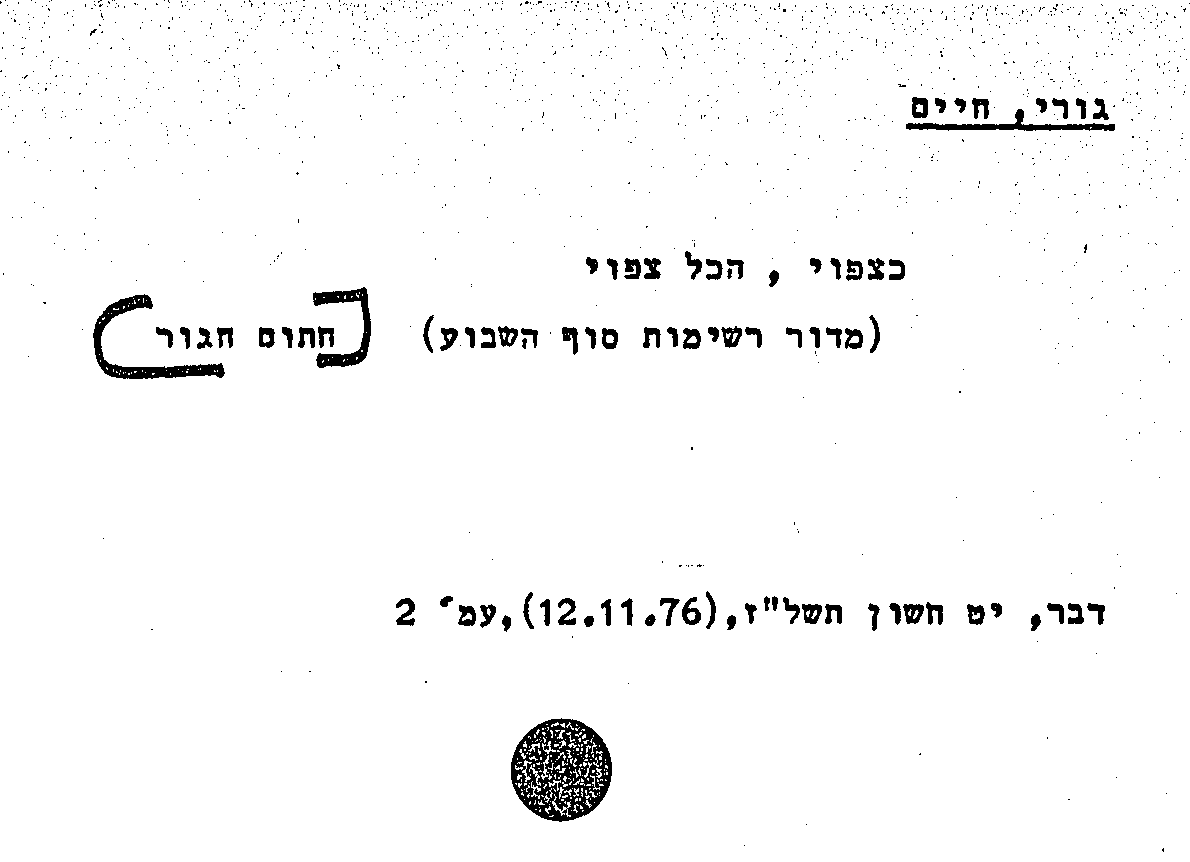 גורי, חיים
כצפוי , הכל צפוי
(מדור רשימות סוף השבוע) חתום חגור
דבר, יט חשון תשל"ז,(12.11.76),עמ' 2